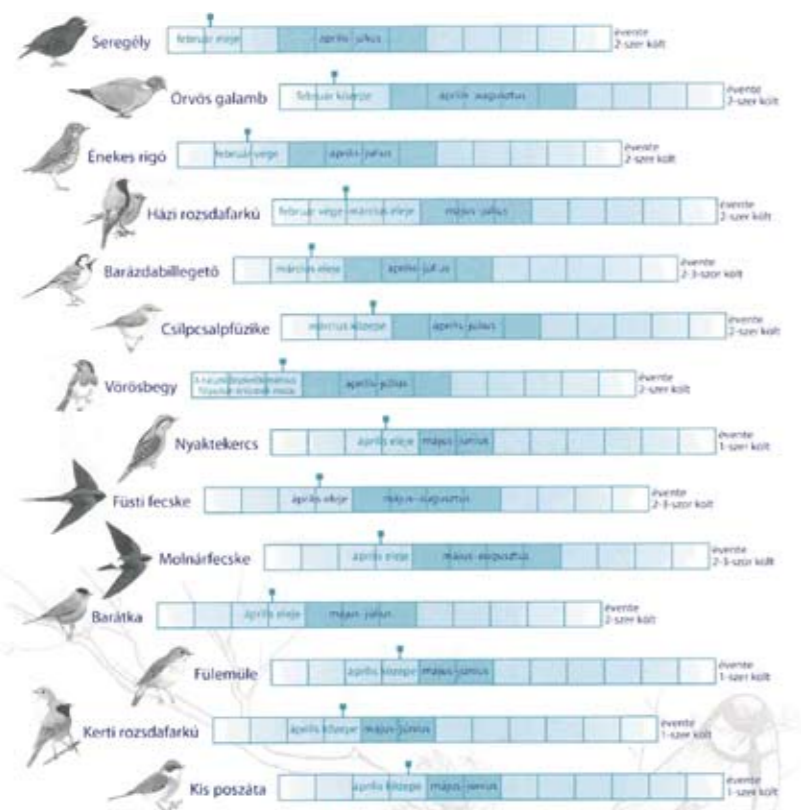 Seregély
február eleje
április-július
évente
2-szer költ
Örvös galamb
február közepe
április-augusztus
évente
Énekes rigó
február vége
április-július
évente
2-szer költ
Házi rozsdafarkú
február vége-március eleje
május-július
évente
2-szer költ
Barázdabillegető
március eleje
április-július
évente
2-3-szor költ
Csilpcsalpfüzike
március közepe
április-július
évente
2-szer költ
Vörösbegy
április-július
évente
2-szer költ
Nyaktekercs
április eleje
május-június
évente
1-szer költ
Füsti fecske
április eleje
május-augusztus
évente
2-3-szor költ
Molnárfecske
április eleje
május-augusztus
évente
2-3-szor költ
Barátka
április eleje
május-július
évente
2-szer költ
Fülemüle
április közepe
május-június
évente
1-szer költ
Kerti rozsdafarkú
április közepe
május-június
évente
1-szer költ
Kis poszáta
április közepe
május-június
évente
1-szer költ